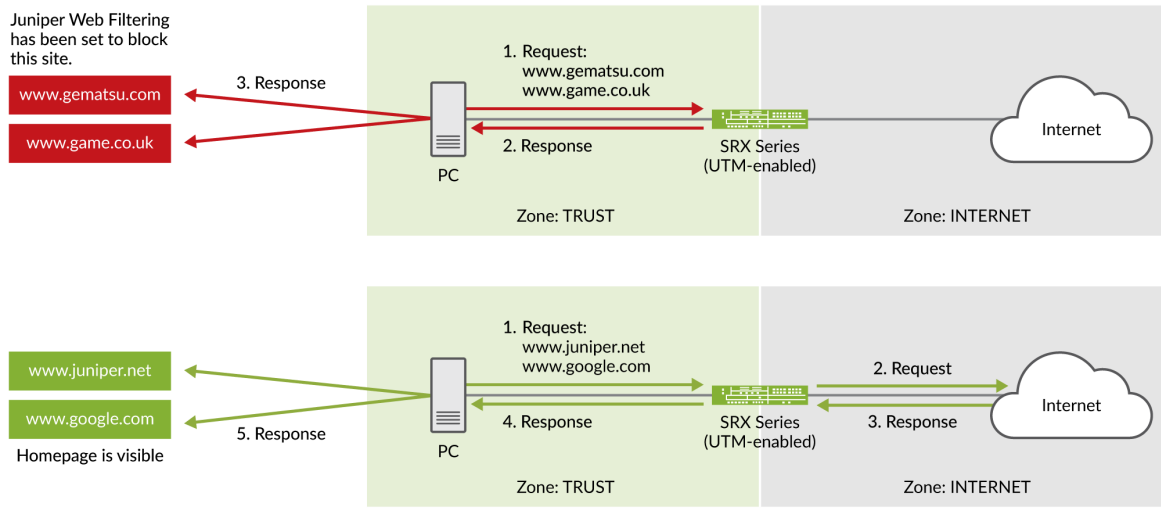 Juniper Web Filtering
has been set to block
this site.
www.gematsu.com
www.game.co.uk
3. Response
1. Request:
www.gematsu.com
www.game.co.uk
2. Response
PC
SRX Series
(UTM-enabled)
Internet
Zone: TRUST
Zone: INTERNET
www.juniper.net
www.google.com
Homepage is visible
5. Response
1. Request:
www.juniper.net
www.google.com
4. Response
PC
SRX Series
(UTM-enabled)
2. Request
3. Response
Internet
Zone: TRUST
Zone: INTERNET